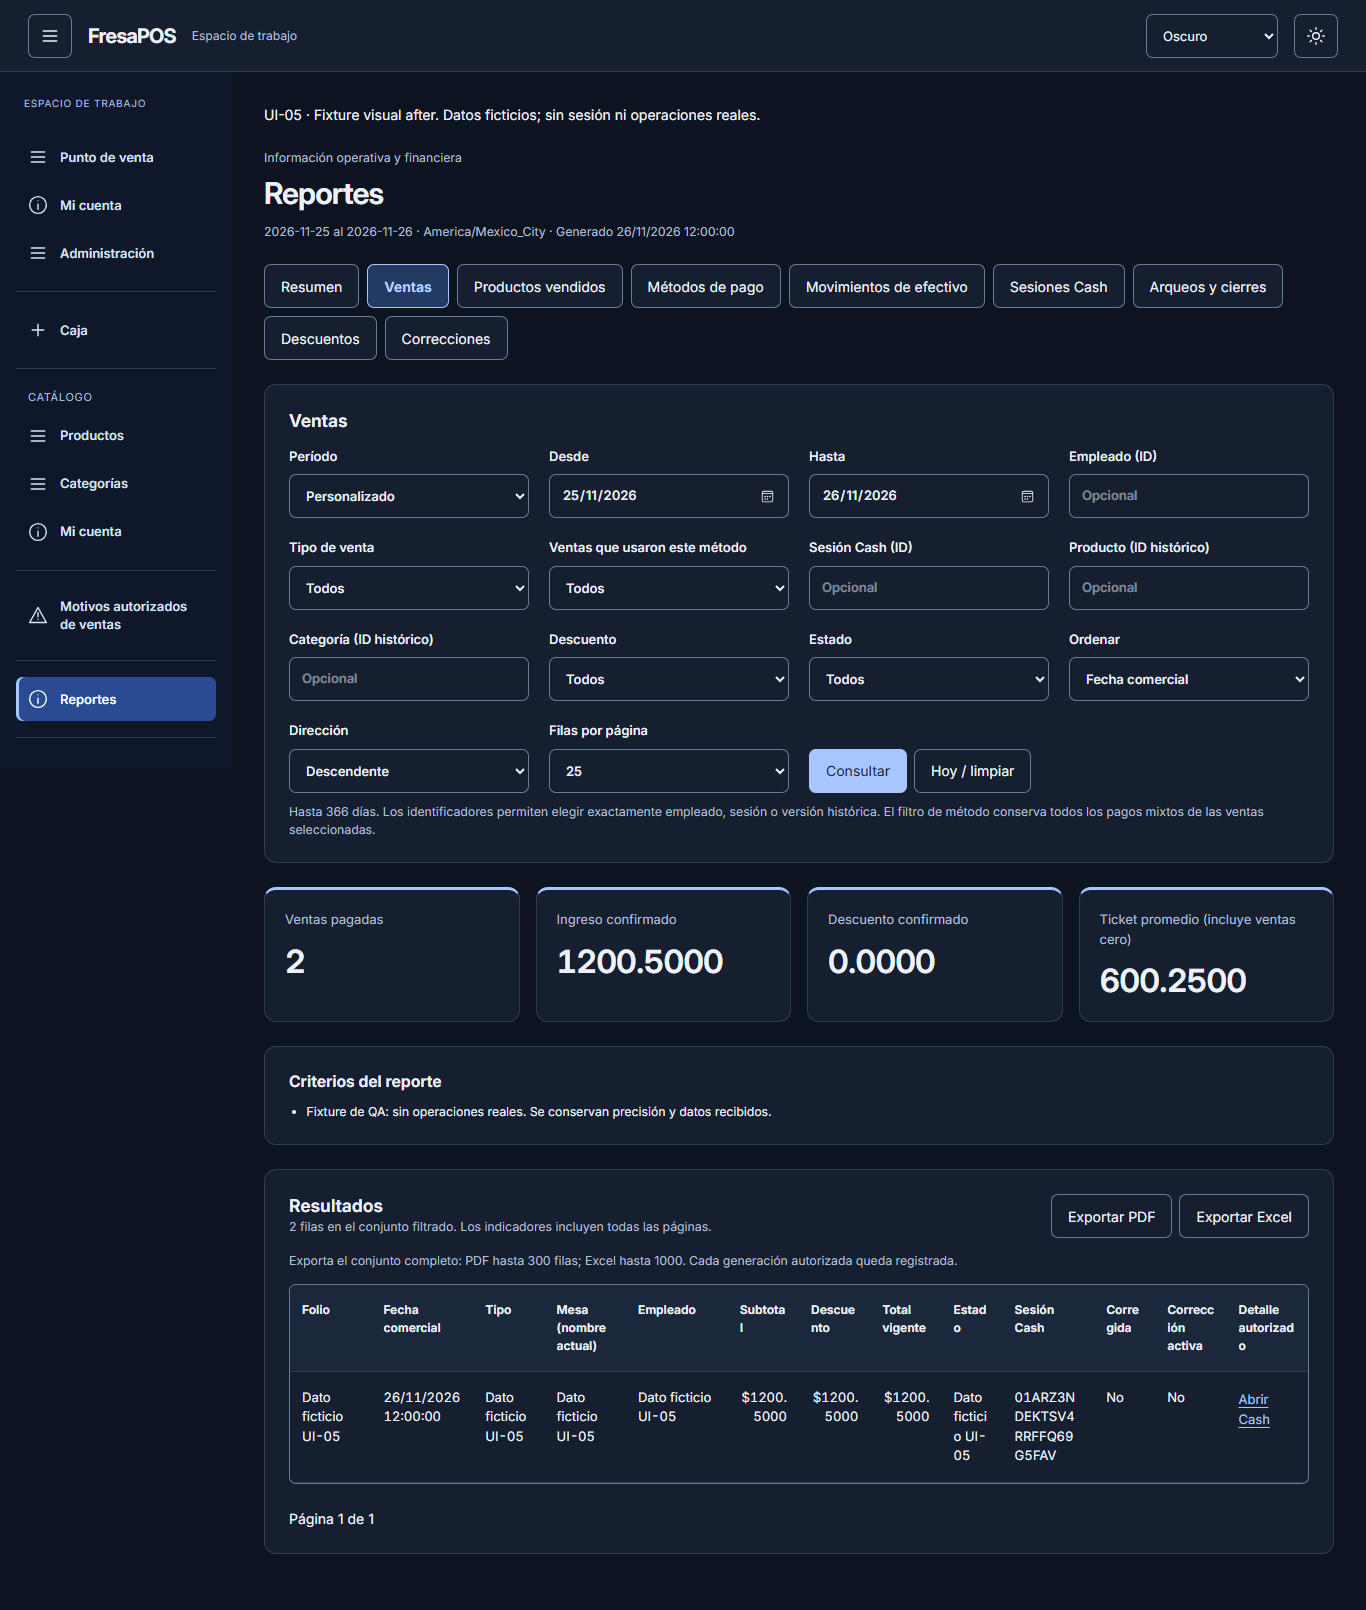 FresaPOS
Espacio de trabajo
Oscuro
ESPACIO DE TRABAJO
Punto de venta
Mi cuenta
Administración
Caja
CATÁLOGO
Productos
Categorías
Mi cuenta
Motivos autorizados
de ventas
Reportes
UI-05 · Fixture visual after. Datos ficticios; sin sesión ni operaciones reales.
Información operativa y financiera
Reportes
2026-11-25 al 2026-11-26 · America/Mexico_City · Generado 26/11/2026 12:00:00
Resumen
Ventas
Productos vendidos
Métodos de pago
Movimientos de efectivo
Sesiones Cash
Arqueos y cierres
Descuentos
Correcciones
Ventas
Período
Desde
Hasta
Empleado (ID)
Personalizado
25/11/2026
26/11/2026
Opcional
Tipo de venta
Ventas que usaron este método
Sesión Cash (ID)
Producto (ID histórico)
Todos
Todos
Opcional
Opcional
Categoría (ID histórico)
Descuento
Estado
Ordenar
Opcional
Todos
Todos
Fecha comercial
Dirección
Filas por página
Descendente
25
Consultar
Hoy / limpiar
Hasta 366 días. Los identificadores permiten elegir exactamente empleado, sesión o versión histórica. El filtro de método conserva todos los pagos mixtos de las ventas
seleccionadas.
Ventas pagadas
2
Ingreso confirmado
1200.5000
Descuento confirmado
0.0000
Ticket promedio (incluye ventas
cero)
600.2500
Criterios del reporte
• Fixture de QA: sin operaciones reales. Se conservan precisión y datos recibidos.
Resultados
2 filas en el conjunto filtrado. Los indicadores incluyen todas las páginas.
Exportar PDF
Exportar Excel
Exporta el conjunto completo: PDF hasta 300 filas; Excel hasta 1000. Cada generación autorizada queda registrada.
Folio
Fecha
comercial
Tipo
Mesa
(nombre
actual)
Empleado
Subtota
l
Descue
nto
Total
vigente
Estad
o
Sesión
Cash
Corre
gida
Correcc
ión
activa
Detalle
autorizad
o
Dato
ficticio
UI-05
26/11/2026
12:00:00
Dato
ficticio
UI-05
Dato
ficticio
UI-05
Dato ficticio
UI-05
$1200.
5000
$1200.
5000
$1200.
5000
Dato
fictici
o UI-
05
01ARZ3N
DEKTSV4
RRFFQ69
G5FAV
No
No
Abrir
Cash
Página 1 de 1